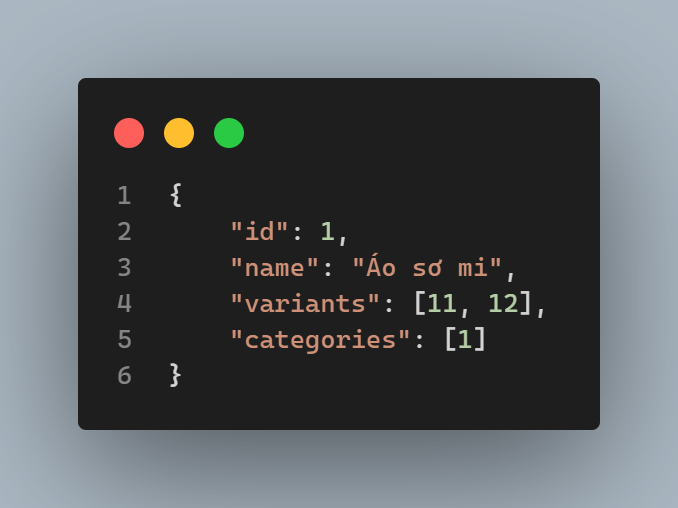 1 {
2     "id": 1,
3     "name": "Áo sơ mi",
4     "variants": [11, 12],
5     "categories": [1]
6 }